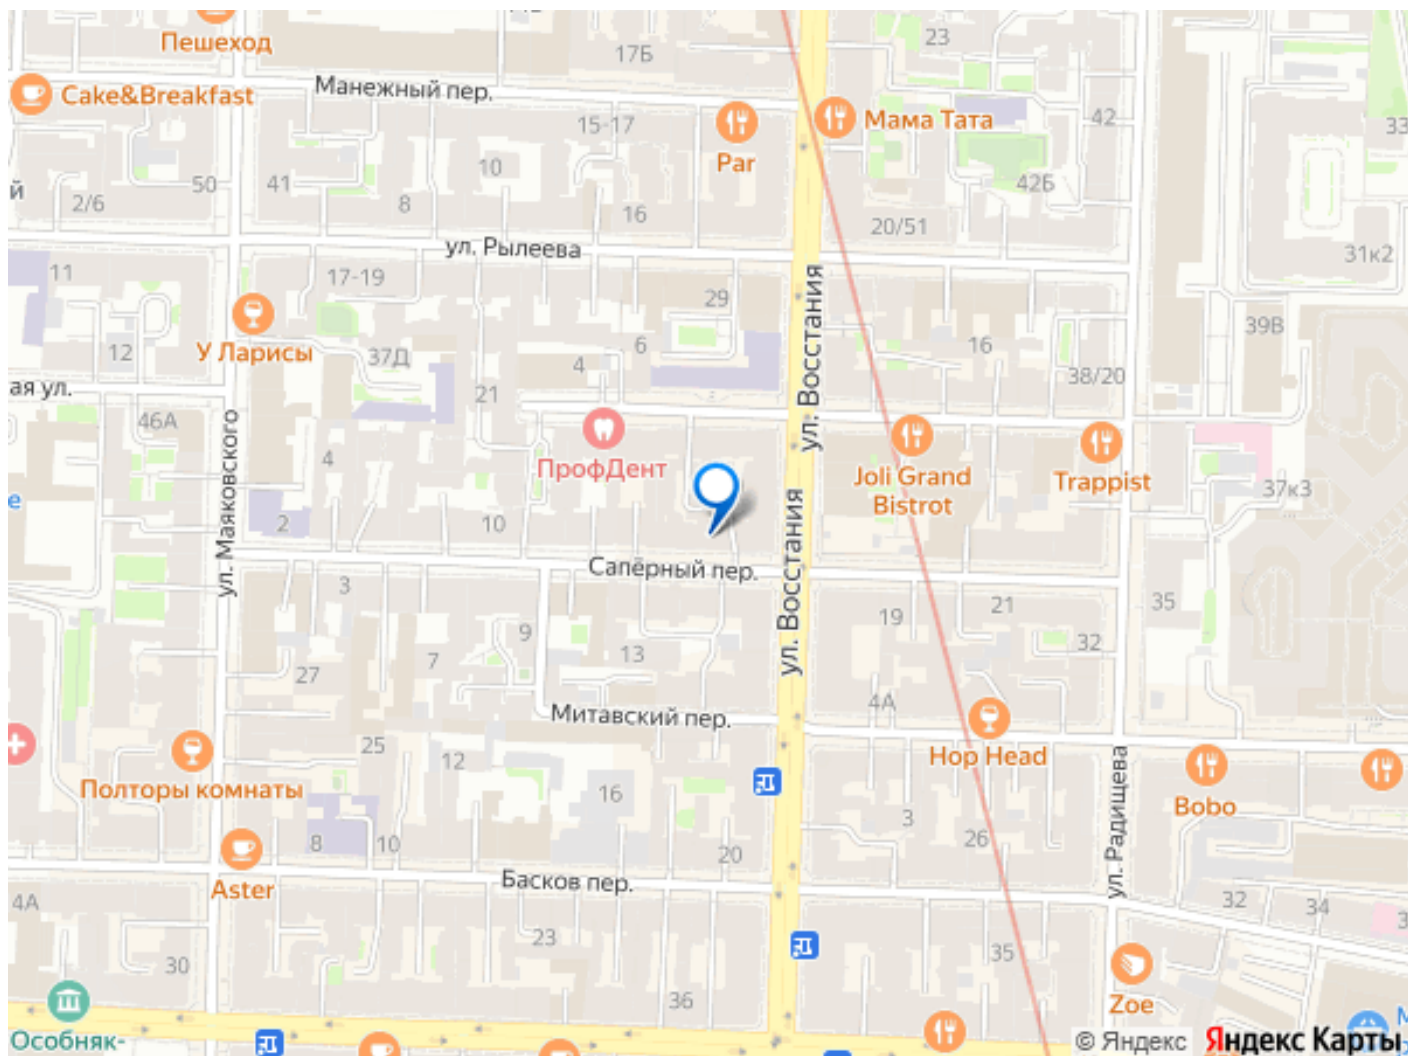 Пешеход
17Б
23
Cake&Breakfast
Манежный пер.
15-17
Par
Мама Тата
42
33
й
2/6
50
41
10
8
16
42Б
20/51
31к2
ул. Рылеева
11
17-19
29
ул. Восстания
39В
У Ларисы
12
37Д
6
4
16
38/20
ая ул.
21
46А
ул. Маяковского
4
ПрофДент
Joli Grand
Bistrot
Trappist
37к3
е
2
10
ул. Восстания
Сапёрный пер.
3
9
13
19
21
35
27
7
32
4А
Митавский пер.
25
12
Hop Head
Полторы комнаты
16
Bobo
ул. Радищева
8
10
20
3
26
Aster
Басков пер.
4А
32
34
3
23
30
35
36
Zoe
Особняк-
© Яндекс Яндекс Карты